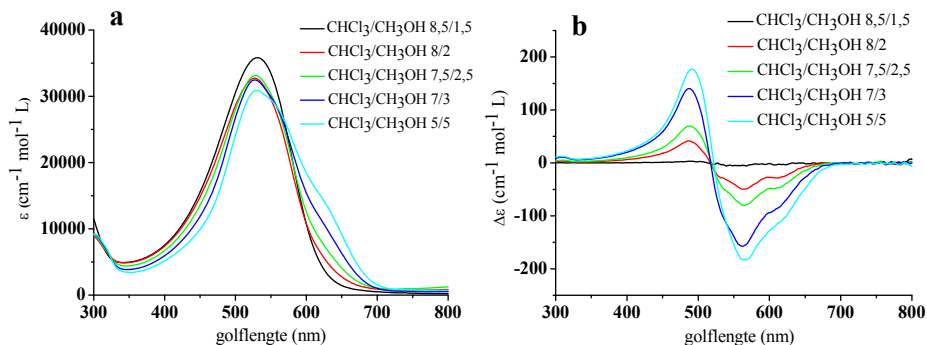 a
CHCl3/CH3OH 8,5/1,5
CHCl3/CH3OH 8/2
CHCl3/CH3OH 7,5/2,5
CHCl3/CH3OH 7/3
CHCl3/CH3OH 5/5
ε (cm-1 mol-1 L)
40000
30000
20000
10000
0
300 400 500 600 700 800
golflengte (nm)
b
CHCl3/CH3OH 8,5/1,5
CHCl3/CH3OH 8/2
CHCl3/CH3OH 7,5/2,5
CHCl3/CH3OH 7/3
CHCl3/CH3OH 5/5
Δε (cm-1 mol-1 L)
200
100
0
-100
-200
300 400 500 600 700 800
golflengte (nm)